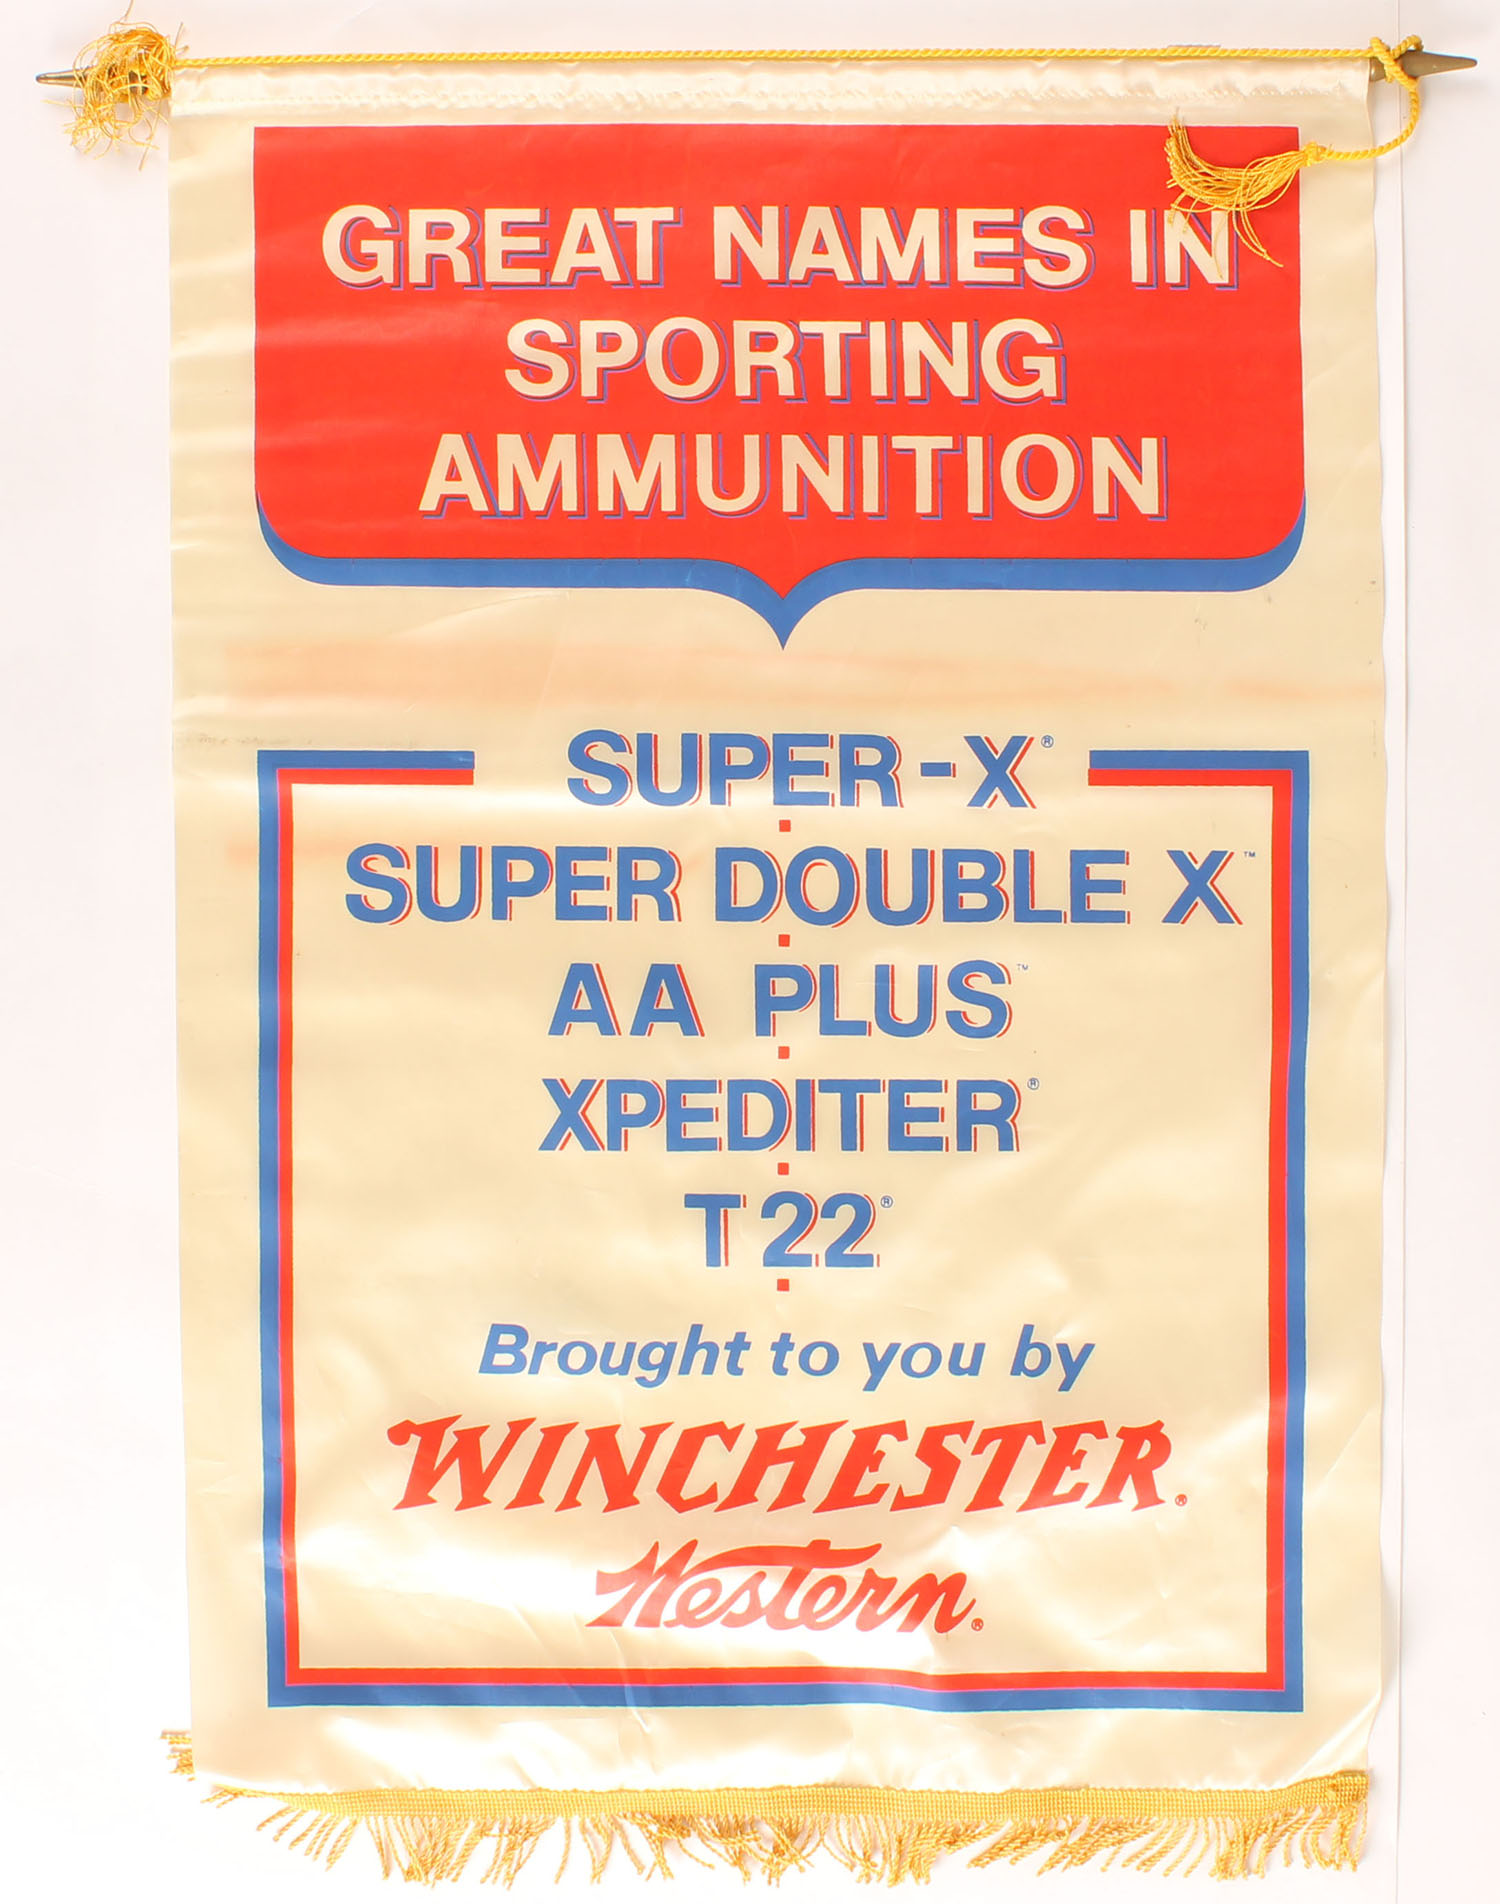 GREAT NAMES IN
SPORTING
AMMUNITION
SUPER-X®
SUPER DOUBLE X™
AA PLUS™
XPEDITER®
T22®
Brought to you by
WINCHESTER®
Western®